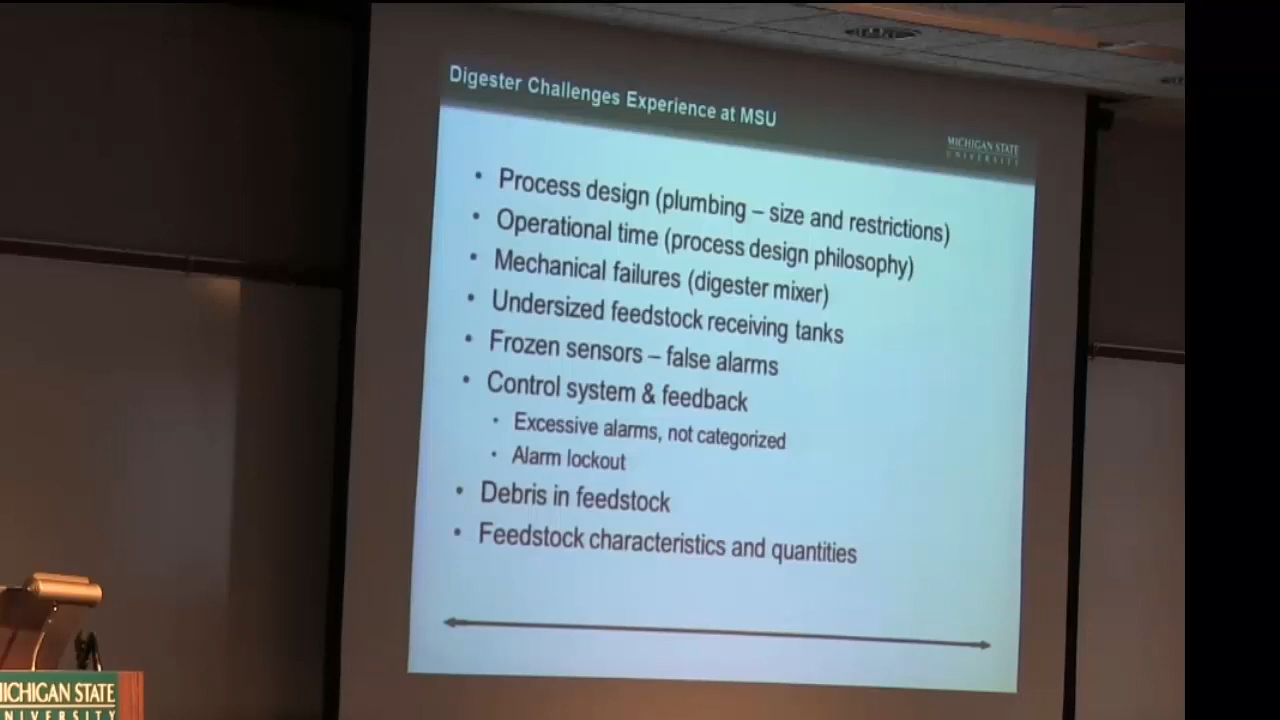 Digester Challenges Experience at MSU
MICHIGAN STATE
UNIVERSITY
• Process design (plumbing – size and restrictions)
• Operational time (process design philosophy)
• Mechanical failures (digester mixer)
• Undersized feedstock receiving tanks
• Frozen sensors – false alarms
• Control system & feedback
• Excessive alarms, not categorized
• Alarm lockout
• Debris in feedstock
• Feedstock characteristics and quantities
MICHIGAN STATE
UNIVERSITY